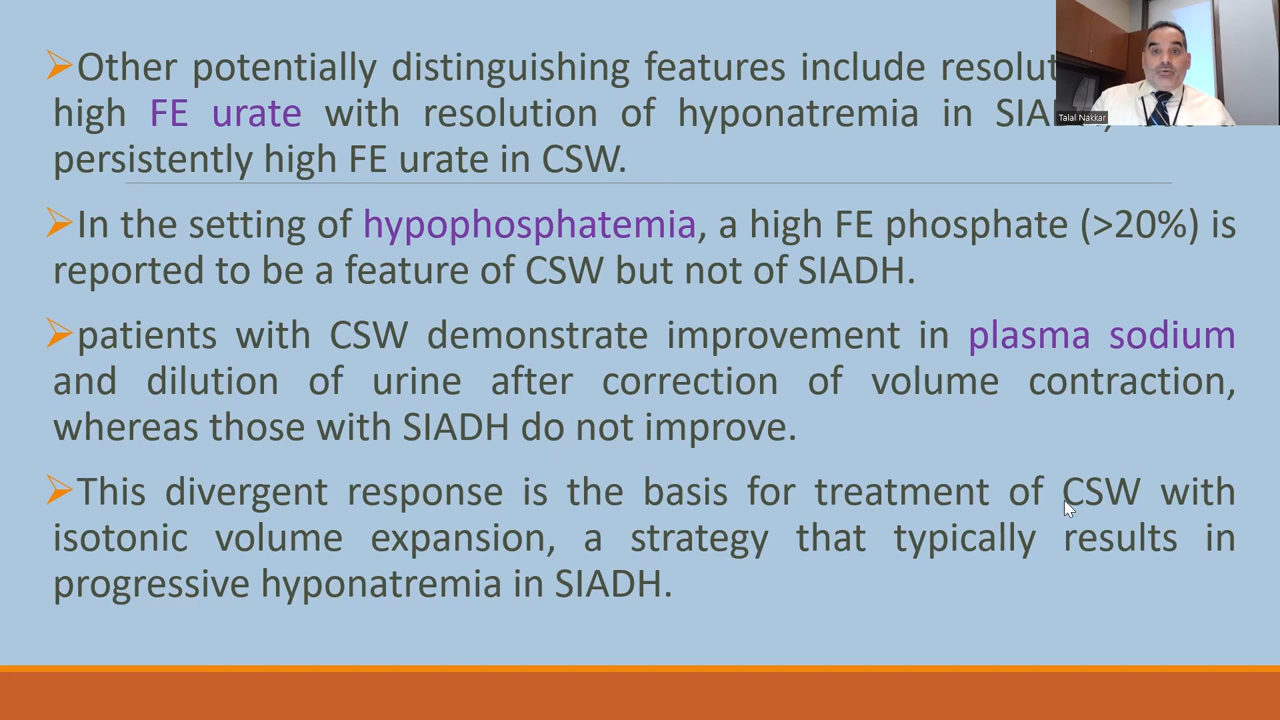 ➢Other potentially distinguishing features include
high FE urate with resolution of hyponatremia in
persistently high FE urate in CSW.
➢In the setting of hypophosphatemia, a high FE phosphate (>20%) is
reported to be a feature of CSW but not of SIADH.
➢patients with CSW demonstrate improvement in plasma sodium
and dilution of urine after correction of volume contraction,
whereas those with SIADH do not improve.
➢This divergent response is the basis for treatment of CSW with
isotonic volume expansion, a strategy that typically results in
progressive hyponatremia in SIADH.
Talal Nakkar